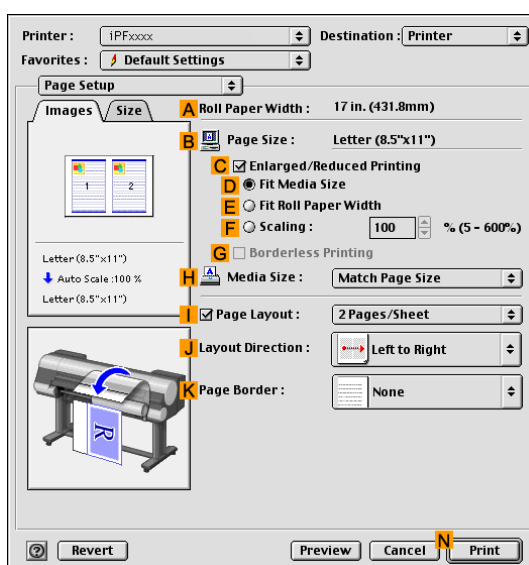 Printer : iPFxxxx Destination : Printer
Favorites : Default Settings
Page Setup
Images Size
A Roll Paper Width : 17 in. (431.8mm)
B Page Size : Letter (8.5"x11")
C Enlarged/Reduced Printing
D Fit Media Size
E Fit Roll Paper Width
F Scaling : 100 % (5 - 600%)
G Borderless Printing
H Media Size : Match Page Size
I Page Layout : 2 Pages/Sheet
J Layout Direction : Left to Right
K Page Border : None
1 2
Letter (8.5"x11")
Auto Scale :100 %
Letter (8.5"x11")
R
? Revert Preview Cancel N Print